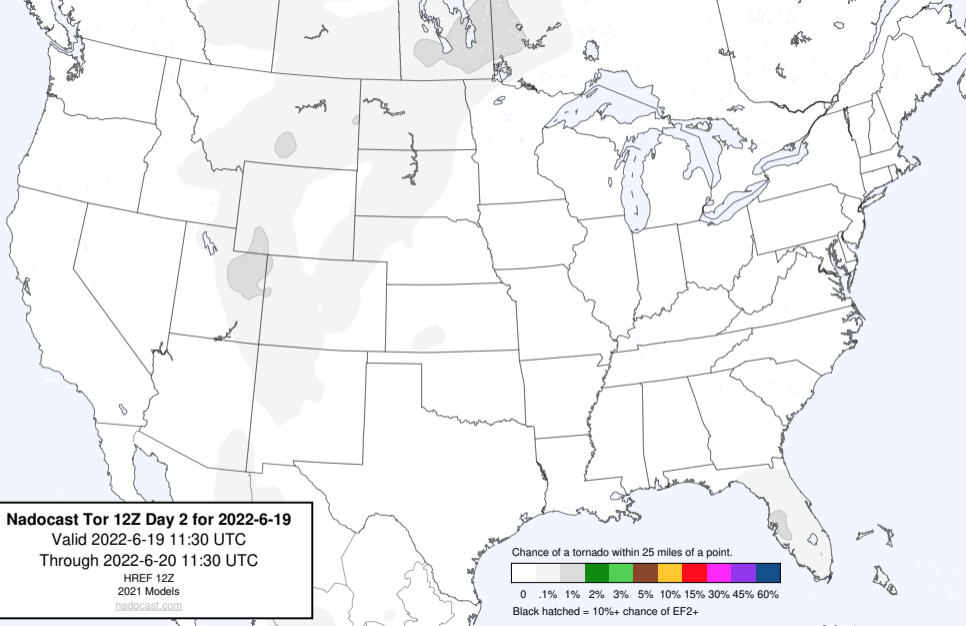 Nadocast Tor 12Z Day 2 for 2022-6-19
Valid 2022-6-19 11:30 UTC
Through 2022-6-20 11:30 UTC
HREF 12Z
2021 Models
nadocast.com
Chance of a tornado within 25 miles of a point.
0 .1% 1% 2% 3% 5% 10% 15% 30% 45% 60%
Black hatched = 10%+ chance of EF2+